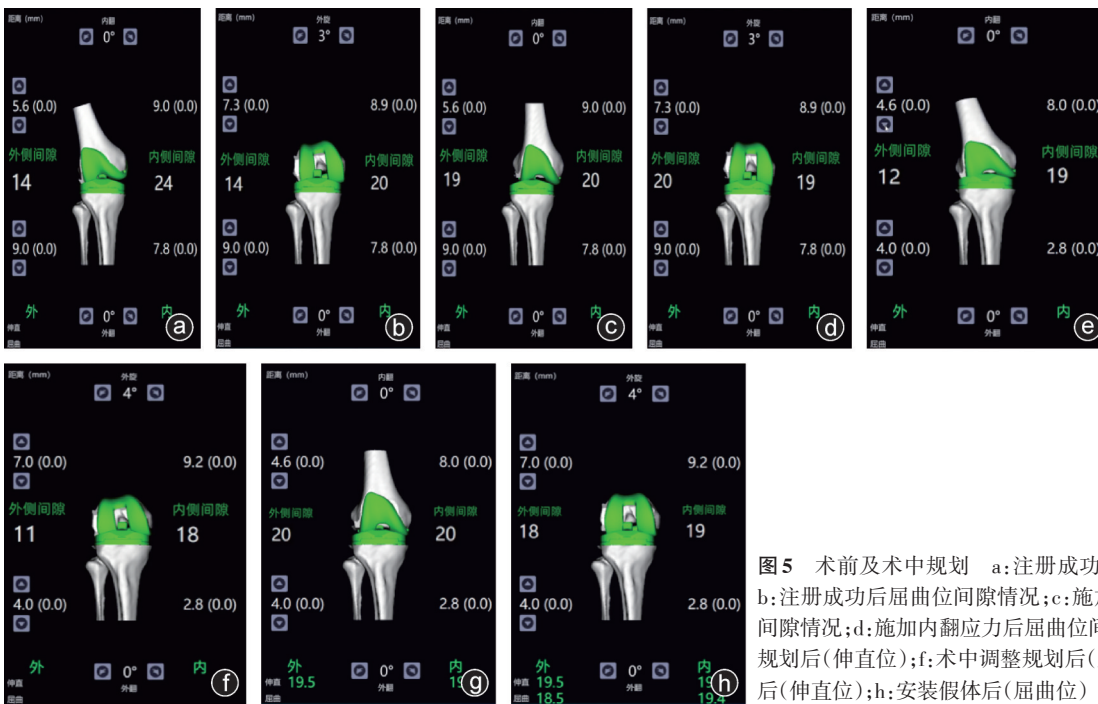 距离 (mm)
内翻
0°
5.6 (0.0)
9.0 (0.0)
外侧间隙
内侧间隙
14
24
9.0 (0.0)
7.8 (0.0)
外
内
0°
外翻
伸直
屈曲
a
距离 (mm)
外旋
3°
7.3 (0.0)
8.9 (0.0)
外侧间隙
内侧间隙
14
20
9.0 (0.0)
7.8 (0.0)
外
内
0°
外翻
伸直
屈曲
b
距离 (mm)
内翻
0°
5.6 (0.0)
9.0 (0.0)
外侧间隙
内侧间隙
19
20
9.0 (0.0)
7.8 (0.0)
外
内
0°
外翻
伸直
屈曲
c
距离 (mm)
外旋
3°
7.3 (0.0)
8.9 (0.0)
外侧间隙
内侧间隙
20
19
9.0 (0.0)
7.8 (0.0)
外
内
0°
外翻
伸直
屈曲
d
距离 (mm)
内翻
0°
4.6 (0.0)
8.0 (0.0)
外侧间隙
内侧间隙
12
19
4.0 (0.0)
2.8 (0.0)
外
内
0°
外翻
伸直
屈曲
e
距离 (mm)
外旋
4°
7.0 (0.0)
9.2 (0.0)
外侧间隙
内侧间隙
11
18
4.0 (0.0)
2.8 (0.0)
外
内
0°
外翻
伸直
屈曲
f
距离 (mm)
内翻
0°
4.6 (0.0)
8.0 (0.0)
外侧间隙
内侧间隙
20
20
4.0 (0.0)
2.8 (0.0)
外
内
0°
伸直 19.5
外翻
屈曲
g
距离 (mm)
外旋
4°
7.0 (0.0)
9.2 (0.0)
外侧间隙
内侧间隙
18
19
4.0 (0.0)
2.8 (0.0)
外
内
0°
伸直 19.5
外翻
屈曲 18.5
19.4
h
图5 术前及术中规划 a:注册成功
b:注册成功后屈曲位间隙情况;c:施
间隙情况;d:施加内翻应力后屈曲位
规划后(伸直位);f:术中调整规划后(
后(伸直位);h:安装假体后(屈曲位)